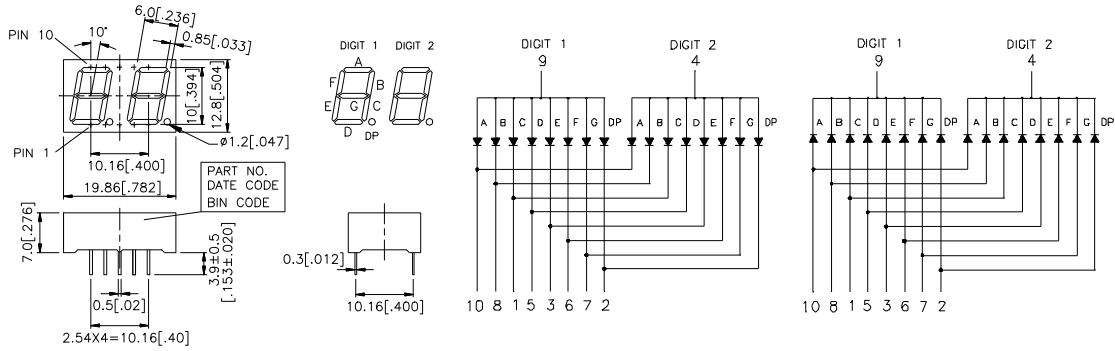 PIN 10
10°
6.0[.236]
0.85[.033]
10[.394]
12.8[.504]
ø1.2[.047]
PIN 1
10.16[.400]
19.86[.782]
PART NO.
DATE CODE
BIN CODE
7.0[.276]
3.9±0.5
[.153±.020]
0.5[.02]
2.54X4=10.16[.40]
0.3[.012]
10.16[.400]
DIGIT 1 DIGIT 2
A
F B
G
E C
D DP
DIGIT 1 DIGIT 2
9 4
A B C D E F G DP A B C D E F G DP
10 8 1 5 3 6 7 2
DIGIT 1 DIGIT 2
9 4
A B C D E F G DP A B C D E F G DP
10 8 1 5 3 6 7 2